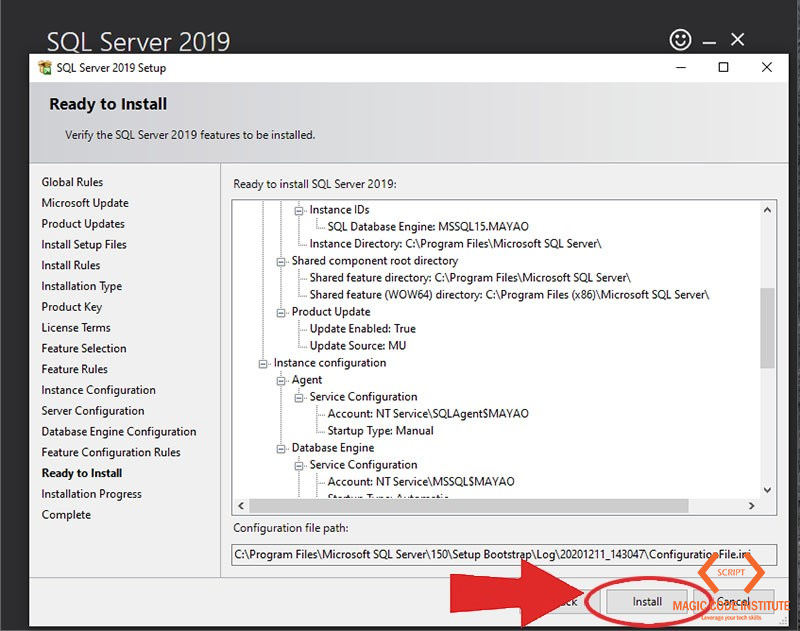 SQL Server 2019
SQL Server 2019 Setup
Ready to Install
Verify the SQL Server 2019 features to be installed.
Global Rules
Microsoft Update
Product Updates
Install Setup Files
Install Rules
Installation Type
Product Key
License Terms
Feature Selection
Feature Rules
Instance Configuration
Server Configuration
Database Engine Configuration
Feature Configuration Rules
Ready to Install
Installation Progress
Complete
Ready to install SQL Server 2019:
Instance IDs
SQL Database Engine: MSSQL15.MAYAO
Instance Directory: C:\Program Files\Microsoft SQL Server\
Shared component root directory
Shared feature directory: C:\Program Files\Microsoft SQL Server\
Shared feature (WOW64) directory: C:\Program Files (x86)\Microsoft SQL Server\
Product Update
Update Enabled: True
Update Source: MU
Instance configuration
Agent
Service Configuration
Account: NT Service\SQLAgent$MAYAO
Startup Type: Manual
Database Engine
Service Configuration
Account: NT Service\MSSQL$MAYAO
Startup Type: Automatic
Configuration file path:
C:\Program Files\Microsoft SQL Server\150\Setup Bootstrap\Log\20201211_143047\ConfigurationFile.ini
Install
Cancel
SCRIPT
MAGIC CODE INSTITUTE
Leverage your tech skills